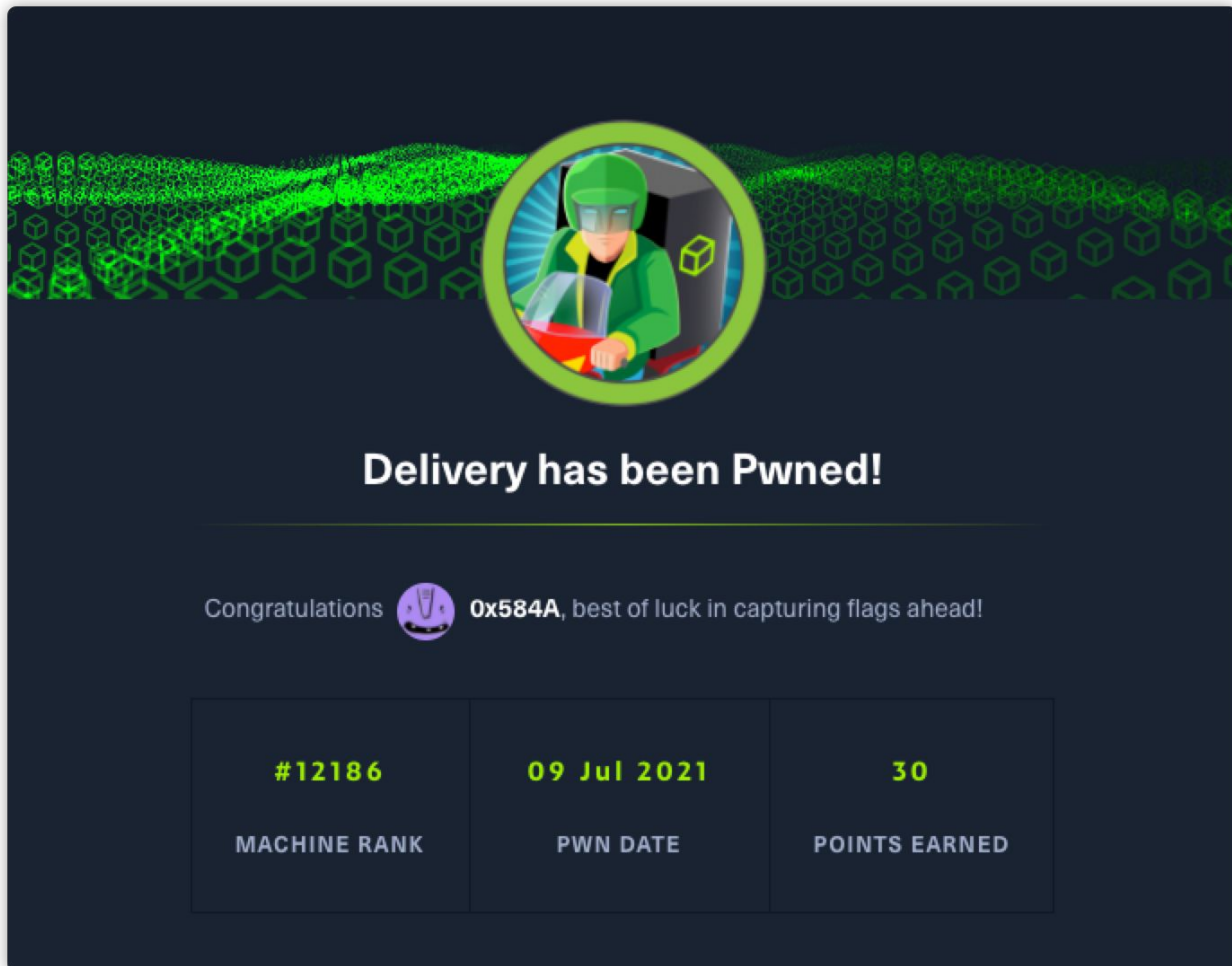 Delivery has been Pwned!
Congratulations 0x584A, best of luck in capturing flags ahead!
#12186 09 Jul 2021 30
MACHINE RANK PWN DATE POINTS EARNED